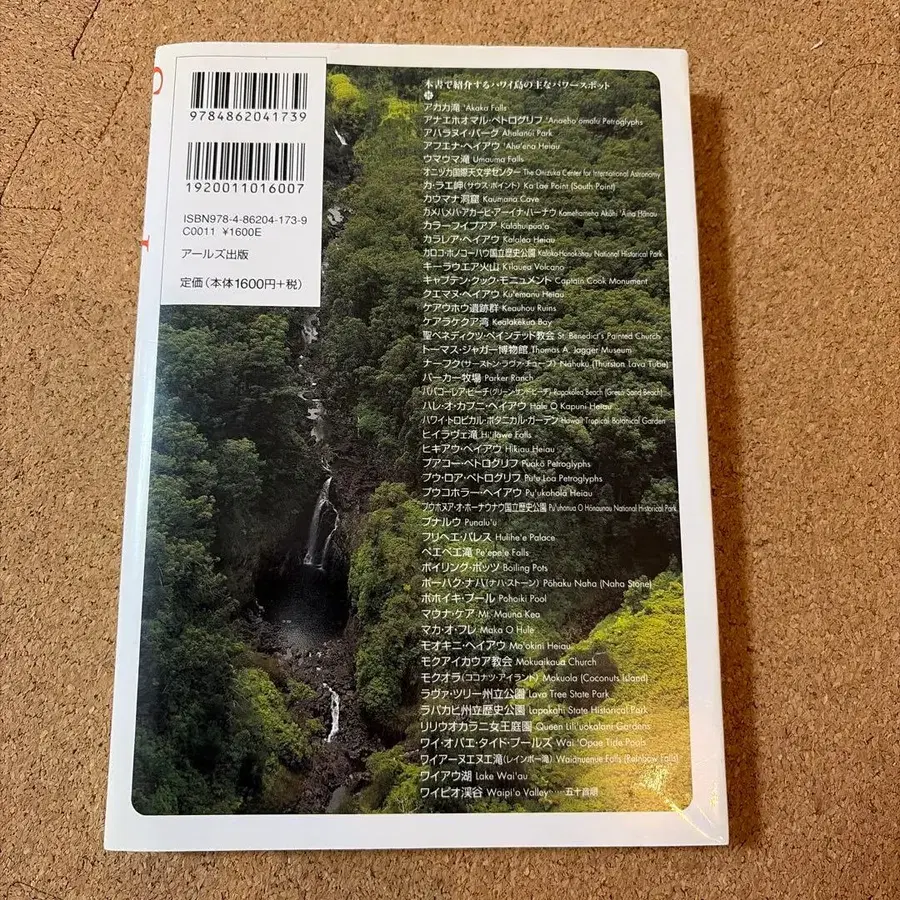 9784862041739
1920011016007
ISBN978-4-86204-173-9
C0011 ¥1600E
アールズ出版
定価(本体1600円+税)
本書で紹介するハワイ島の主なパワースポット
アカカ滝 'Akaka Falls
アナエホオマル・ペトログリフ 'Anaeho'omalu Petroglyphs
アハラヌイ・パーク Ahalanui Park
アフエナ・ヘイアウ 'Ahu'ena Heiau
ウマウマ滝 Umauma Falls
オニヅカ国際天文学センター The Onizuka Center for International Astronomy
カ・ラエ岬(サウス・ポイント) Ka Lae Point (South Point)
カウマナ洞窟 Kaumana Cave
カメハメハ・アカーヒ・アーイナ・ハーナウ Kamehameha Akāhi 'Āina Hānau
カラーフイプアア Kalāhuipua'a
カラレア・ヘイアウ Kalalea Heiau
カロコ・ホノコーハウ国立歴史公園 Kaloko-Honokohau National Historical Park
キーラウエア火山 Kīlauea Volcano
キャプテン・クック・モニュメント Captain Cook Monument
クエマヌ・ヘイアウ Ku'emanu Heiau
ケアウホウ遺跡群 Keauhou Ruins
ケアラケクア湾 Kealakekua Bay
聖ベネディクツ・ペインテッド教会 St. Benedict's Painted Church
トーマス・ジャガー博物館 Thomas A. Jagger Museum
ナーフク(サーストン・ラヴァ・チューブ) Nāhuku (Thurston Lava Tube)
パーカー牧場 Parker Ranch
パパコーレア・ビーチ(グリーンサンドビーチ) Papakolea Beach (Green Sand Beach)
ハレ・オ・カプニ・ヘイアウ Hale O Kapuni Heiau
ハワイ・トロピカル・ボタニカル・ガーデン Hawaii Tropical Botanical Garden
ヒイラヴェ滝 Hi'ilawe Falls
ヒキアウ・ヘイアウ Hikiau Heiau
プアコー・ペトログリフ Puakō Petroglyphs
プウ・ロア・ペトログリフ Pu'u Loa Petroglyphs
プウコホラー・ヘイアウ Pu'ukohola Heiau
プウホヌア・オ・ホーナウナウ国立歴史公園 Pu'uhonua O Hōnaunau National Historical Park
プナルウ Punalu'u
フリヘエ・パレス Hulihe'e Palace
ペエペエ滝 Pe'epe'e Falls
ボイリング・ポッツ Boiling Pots
ポーハク・ナハ(ナハ・ストーン) Pōhaku Naha (Naha Stone)
ポホイキ・プール Pohoiki Pool
マウナ・ケア Mt. Mauna Kea
マカ・オ・フレ Maka O Hule
モオキニ・ヘイアウ Mo'okini Heiau
モクアイカウア教会 Mokuaikaua Church
モクオラ(ココナツ・アイランド) Mokuola (Coconuts Island)
ラヴァ・ツリー州立公園 Lava Tree State Park
ラパカヒ州立歴史公園 Lapakahi State Historical Park
リリウオカラニ女王庭園 Queen Lili'uokalani Gardens
ワイ・オパエ・タイド・プールズ Wai 'Opae Tide Pools
ワイアーヌエヌエ滝(レインボー滝) Waiānuenue Falls (Rainbow Falls)
ワイアウ湖 Lake Wai'au
ワイピオ渓谷 Waipi'o Valley ……五十音順